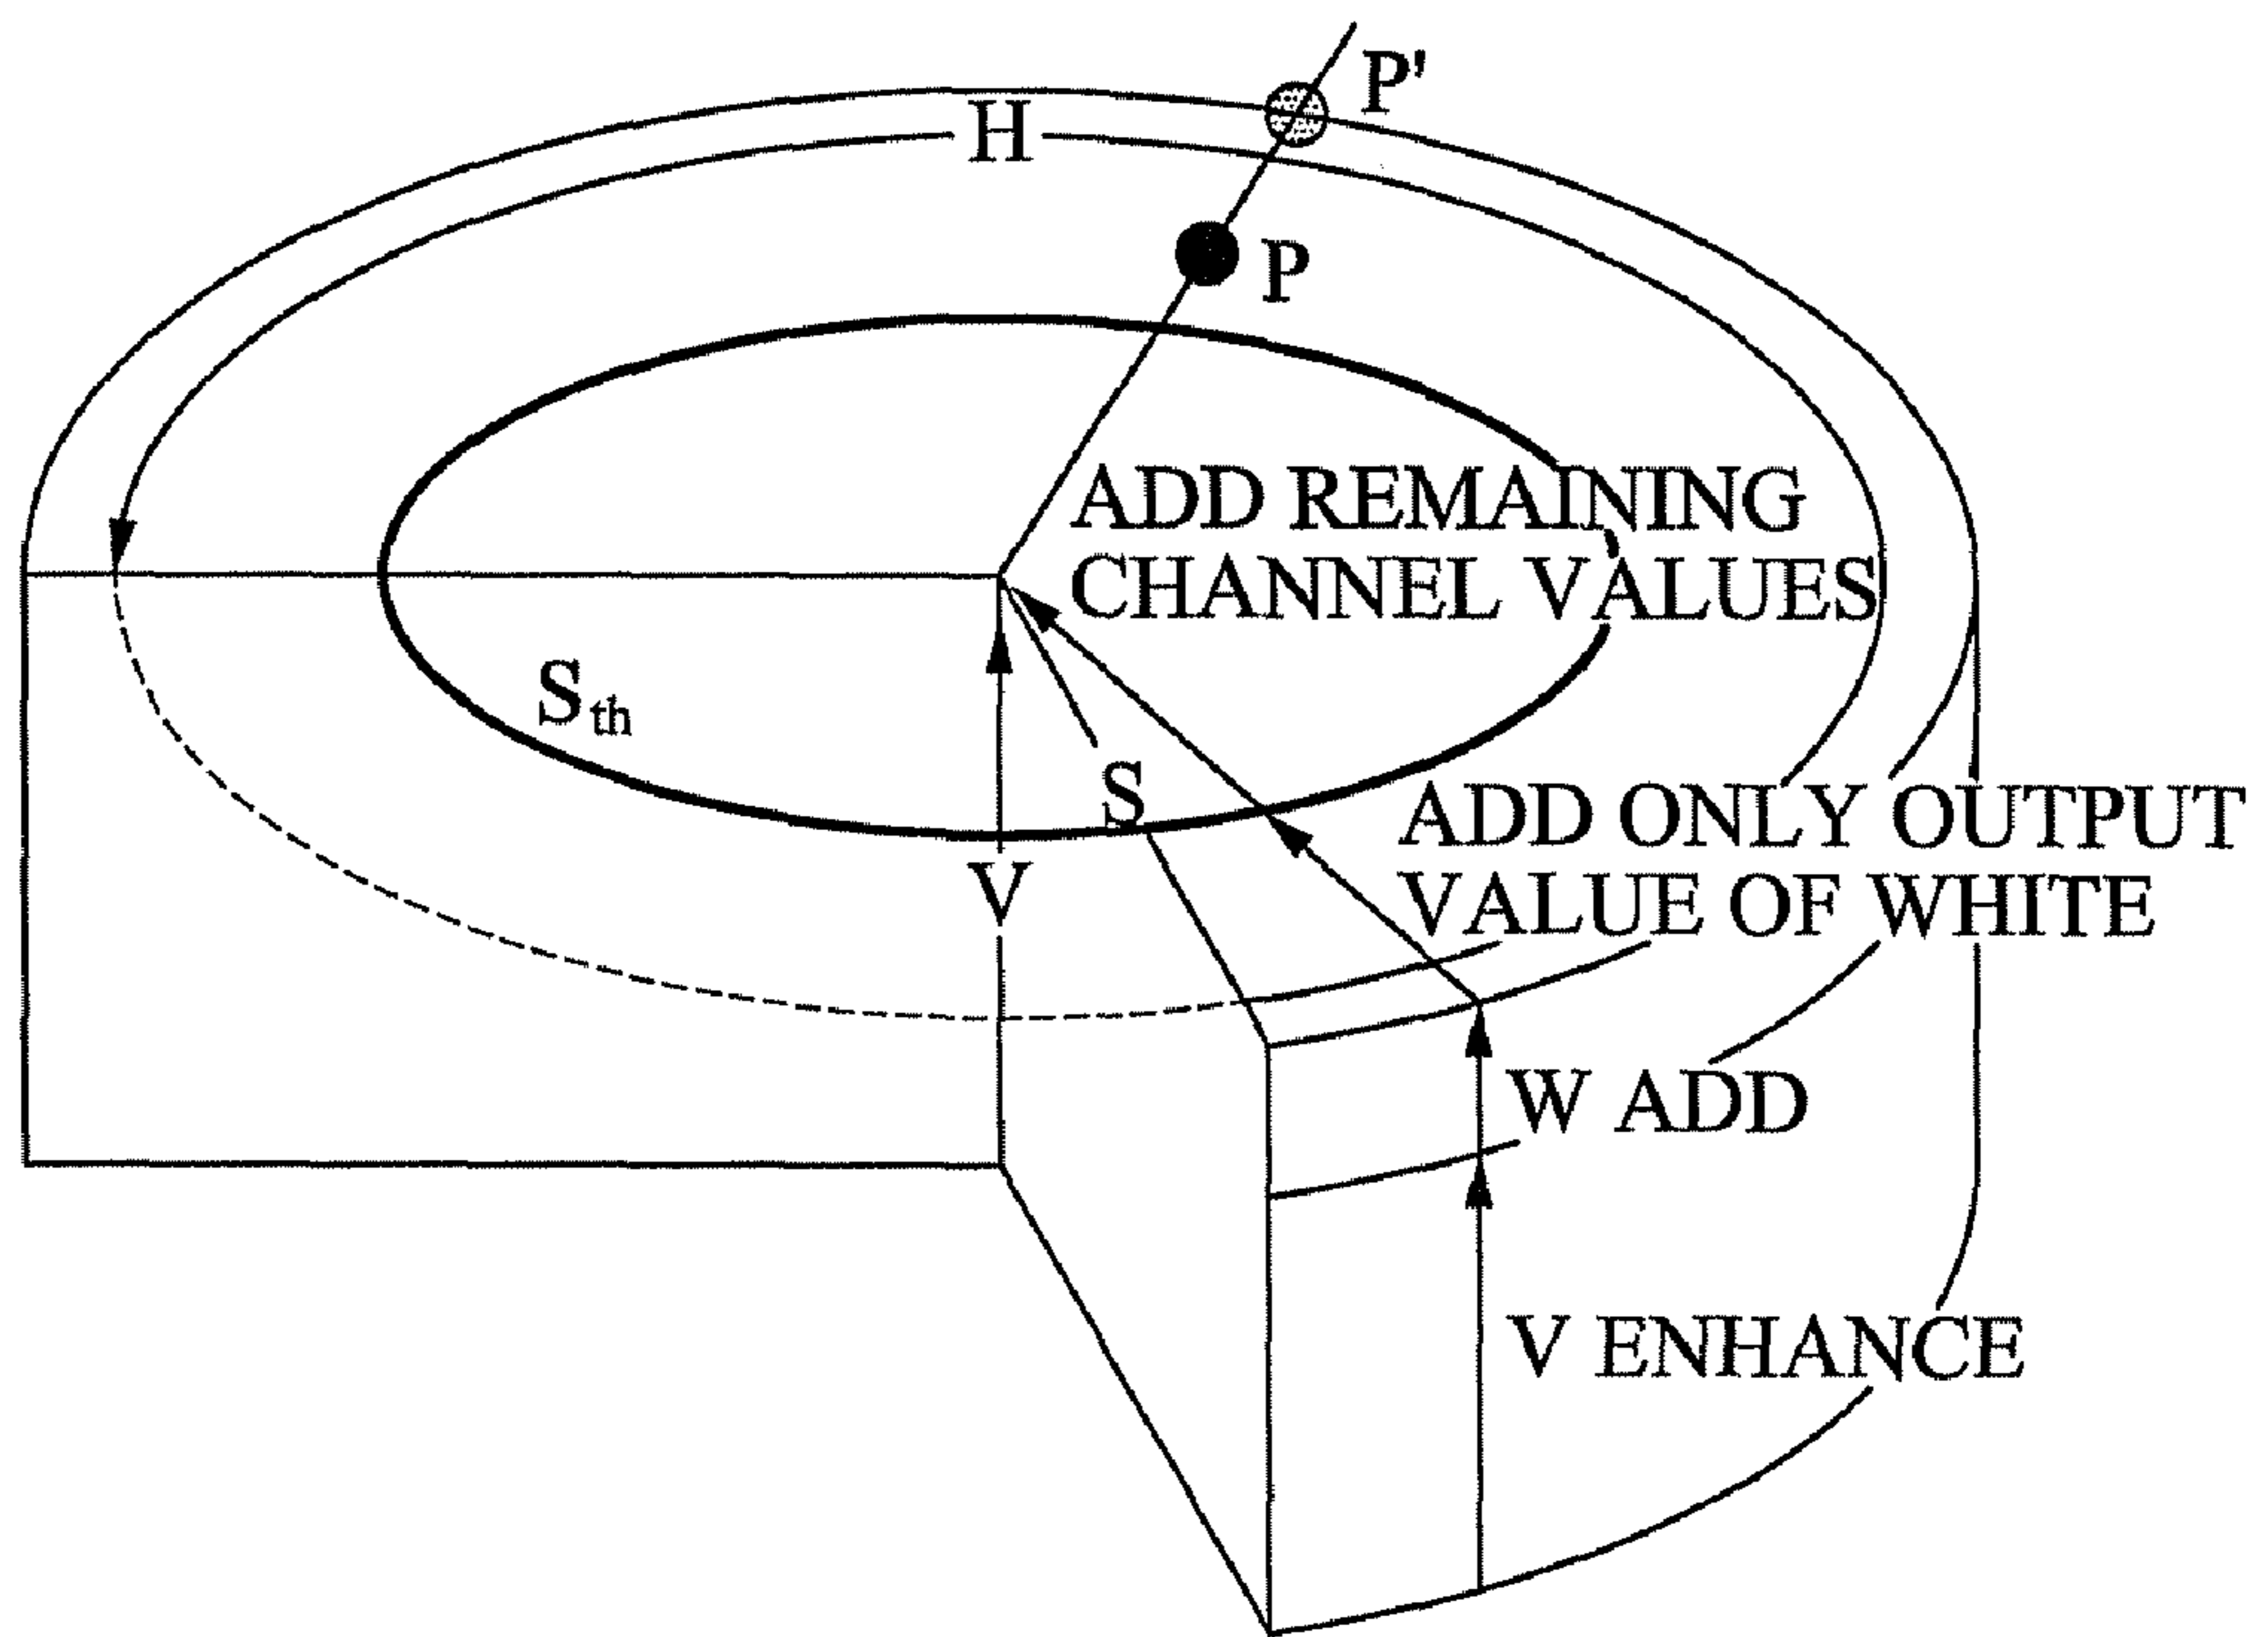 P'
H
P
ADD REMAINING
CHANNEL VALUES
Sth
S
ADD ONLY OUTPUT
VALUE OF WHITE
V
W ADD
V ENHANCE